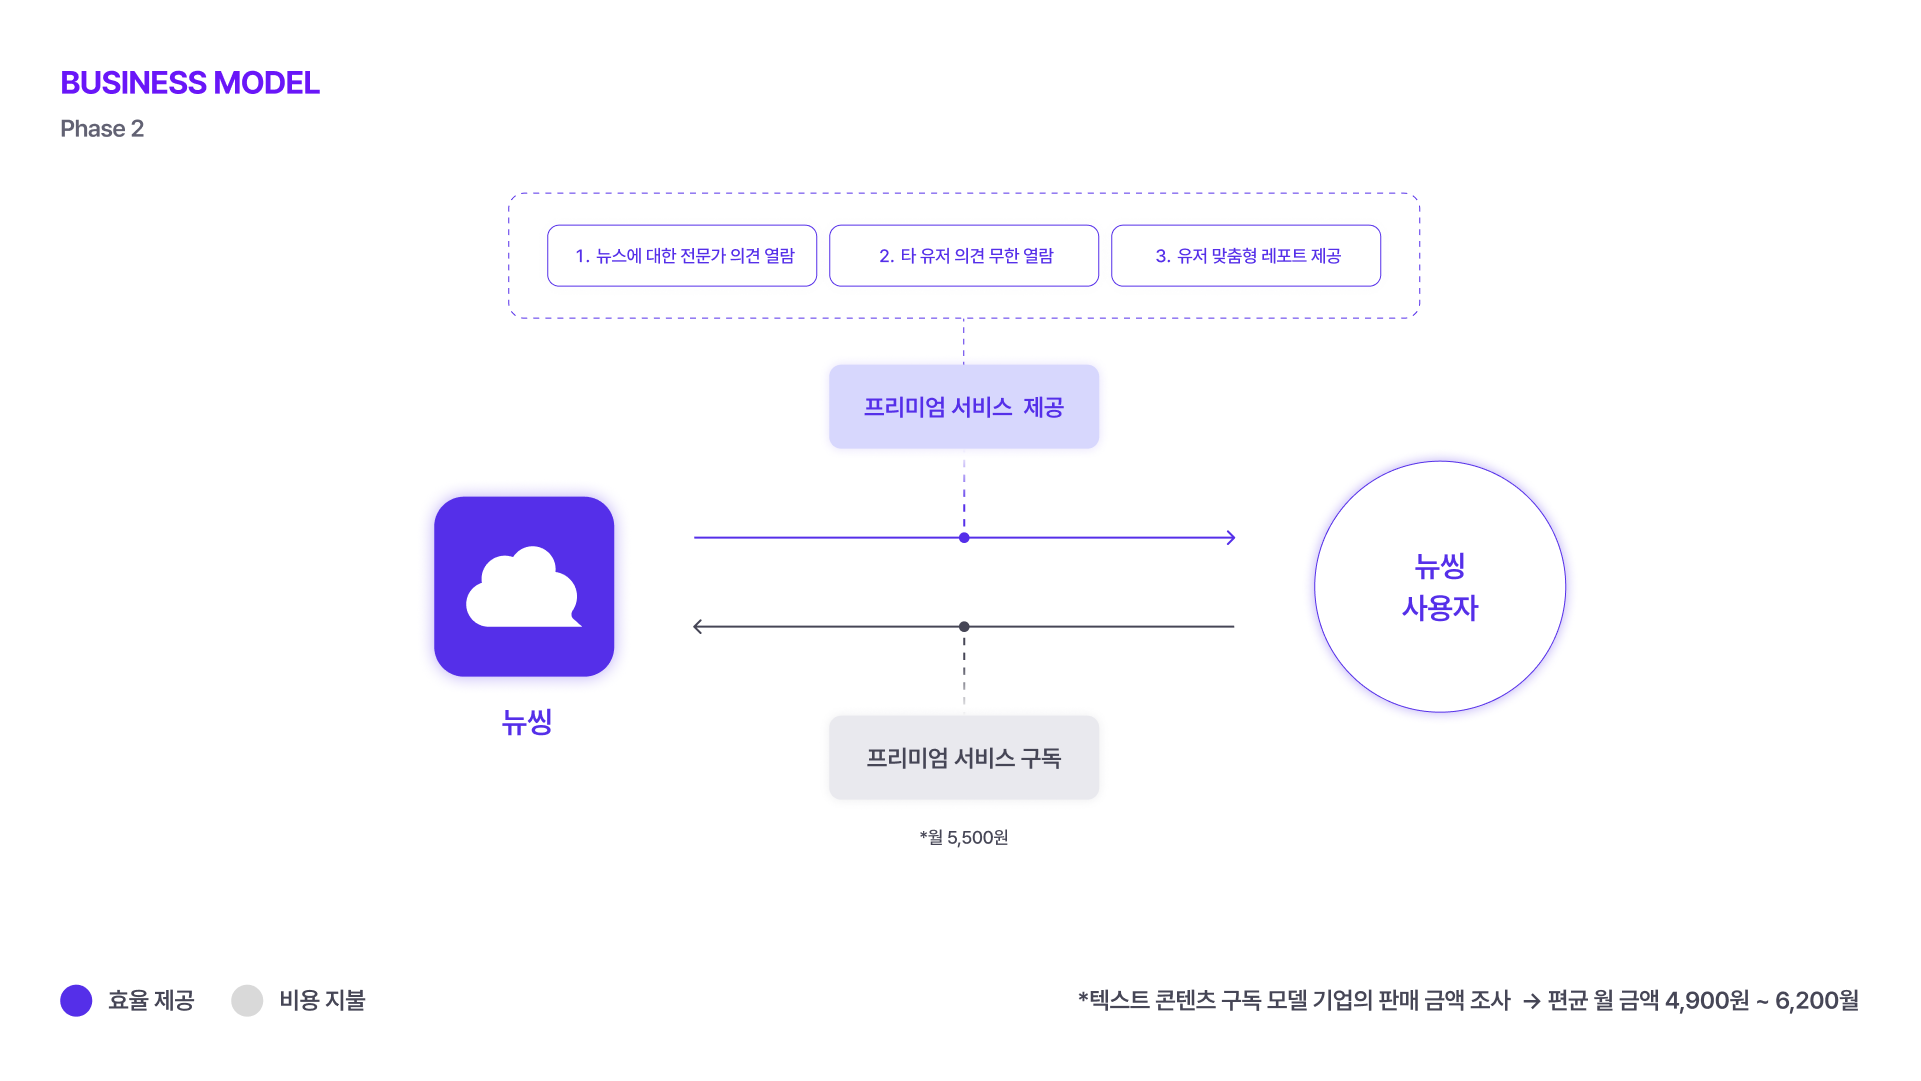 BUSINESS MODEL
Phase 2
1. 뉴스에 대한 전문가 의견 열람
2. 타 유저 의견 무한 열람
3. 유저 맞춤형 레포트 제공
프리미엄 서비스 제공
뉴씽
사용자
뉴씽
프리미엄 서비스 구독
*월 5,500원
효율 제공
비용 지불
*텍스트 콘텐츠 구독 모델 기업의 판매 금액 조사 → 평균 월 금액 4,900원 ~ 6,200월